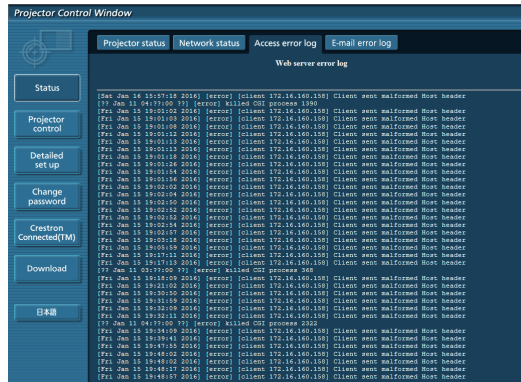 Projector Control Window
Projector status
Network status
Access error log
E-mail error log
Web server error log
Status
Projector
control
Detailed
set up
Change
password
Crestron
Connected(TM)
Download
日本語
[Sat Jan 16 15:57:18 2016] [error] [client 172.16.160.158] Client sent malformed Host header
[?? Jan 11 04:??:00 ??] [error] killed CGI process 1390
[Fri Jan 15 19:01:02 2016] [error] [client 172.16.160.158] Client sent malformed Host header
[Fri Jan 15 19:01:03 2016] [error] [client 172.16.160.158] Client sent malformed Host header
[Fri Jan 15 19:01:08 2016] [error] [client 172.16.160.158] Client sent malformed Host header
[Fri Jan 15 19:01:12 2016] [error] [client 172.16.160.158] Client sent malformed Host header
[Fri Jan 15 19:01:13 2016] [error] [client 172.16.160.158] Client sent malformed Host header
[Fri Jan 15 19:01:13 2016] [error] [client 172.16.160.158] Client sent malformed Host header
[Fri Jan 15 19:01:18 2016] [error] [client 172.16.160.158] Client sent malformed Host header
[Fri Jan 15 19:01:26 2016] [error] [client 172.16.160.158] Client sent malformed Host header
[Fri Jan 15 19:01:54 2016] [error] [client 172.16.160.158] Client sent malformed Host header
[Fri Jan 15 19:01:56 2016] [error] [client 172.16.160.158] Client sent malformed Host header
[Fri Jan 15 19:02:02 2016] [error] [client 172.16.160.158] Client sent malformed Host header
[Fri Jan 15 19:02:04 2016] [error] [client 172.16.160.158] Client sent malformed Host header
[Fri Jan 15 19:02:50 2016] [error] [client 172.16.160.158] Client sent malformed Host header
[Fri Jan 15 19:02:52 2016] [error] [client 172.16.160.158] Client sent malformed Host header
[Fri Jan 15 19:02:52 2016] [error] [client 172.16.160.158] Client sent malformed Host header
[Fri Jan 15 19:02:54 2016] [error] [client 172.16.160.158] Client sent malformed Host header
[Fri Jan 15 19:02:57 2016] [error] [client 172.16.160.158] Client sent malformed Host header
[Fri Jan 15 19:03:18 2016] [error] [client 172.16.160.158] Client sent malformed Host header
[Fri Jan 15 19:05:59 2016] [error] [client 172.16.160.158] Client sent malformed Host header
[Fri Jan 15 19:17:11 2016] [error] [client 172.16.160.158] Client sent malformed Host header
[Fri Jan 15 19:17:13 2016] [error] [client 172.16.160.158] Client sent malformed Host header
[?? Jan 11 03:??:00 ??] [error] killed CGI process 368
[Fri Jan 15 19:18:09 2016] [error] [client 172.16.160.158] Client sent malformed Host header
[Fri Jan 15 19:21:02 2016] [error] [client 172.16.160.158] Client sent malformed Host header
[Fri Jan 15 19:30:50 2016] [error] [client 172.16.160.158] Client sent malformed Host header
[Fri Jan 15 19:31:59 2016] [error] [client 172.16.160.158] Client sent malformed Host header
[Fri Jan 15 19:32:09 2016] [error] [client 172.16.160.158] Client sent malformed Host header
[Fri Jan 15 19:32:11 2016] [error] [client 172.16.160.158] Client sent malformed Host header
[?? Jan 11 04:??:00 ??] [error] killed CGI process 2322
[Fri Jan 15 19:34:09 2016] [error] [client 172.16.160.158] Client sent malformed Host header
[Fri Jan 15 19:39:41 2016] [error] [client 172.16.160.158] Client sent malformed Host header
[Fri Jan 15 19:47:55 2016] [error] [client 172.16.160.158] Client sent malformed Host header
[Fri Jan 15 19:48:02 2016] [error] [client 172.16.160.158] Client sent malformed Host header
[Fri Jan 15 19:48:02 2016] [error] [client 172.16.160.158] Client sent malformed Host header
[Fri Jan 15 19:48:17 2016] [error] [client 172.16.160.158] Client sent malformed Host header
[Fri Jan 15 19:48:57 2016] [error] [client 172.16.160.158] Client sent malformed Host header